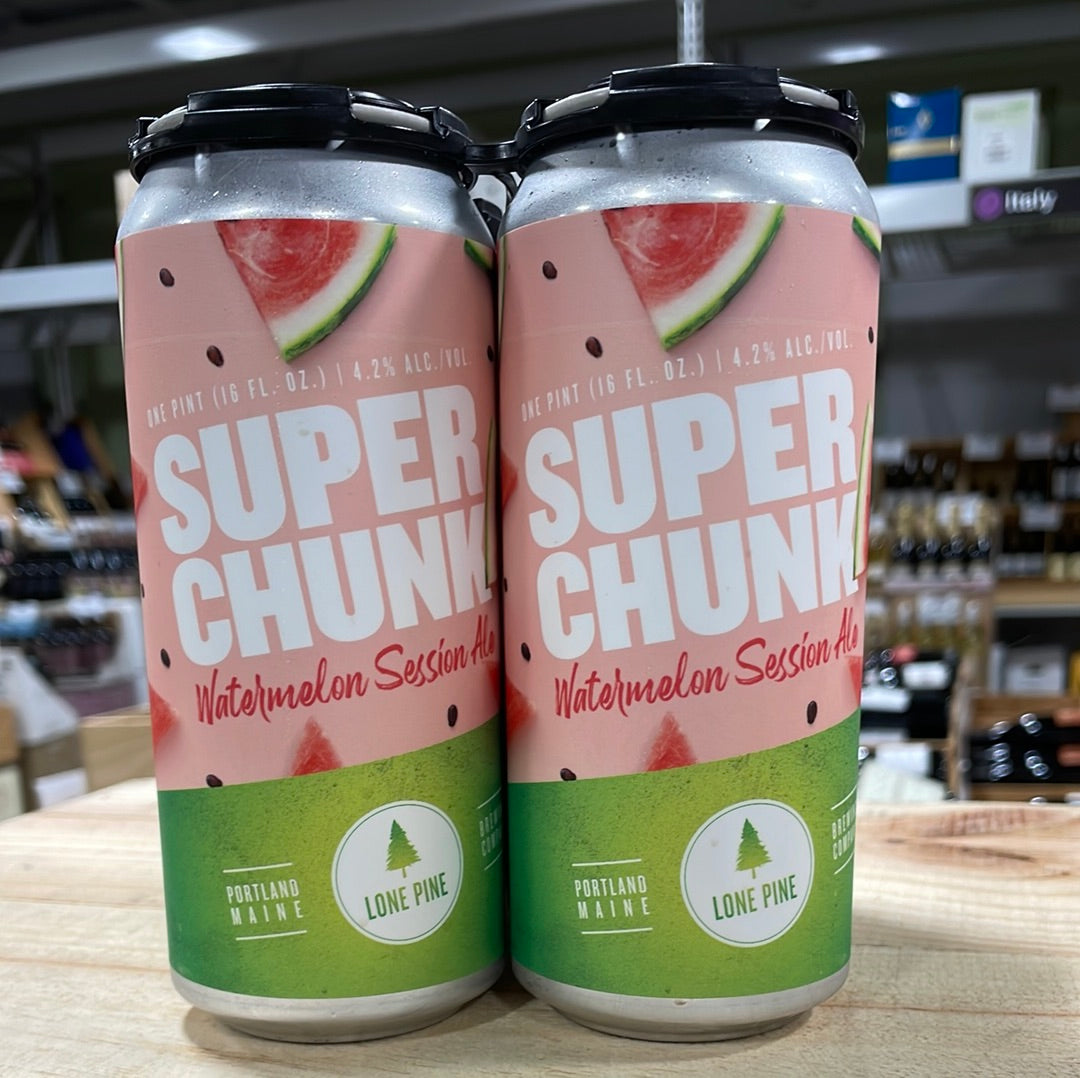 Italy
ONE PINT (16 FL. OZ.) | 4.2% ALC./VOL.
SUPER
CHUNK
Watermelon Session Ale
PORTLAND
MAINE
LONE PINE
ONE PINT (16 FL. OZ.) | 4.2% ALC./VOL.
SUPER
CHUNK
Watermelon Session Ale
PORTLAND
MAINE
LONE PINE